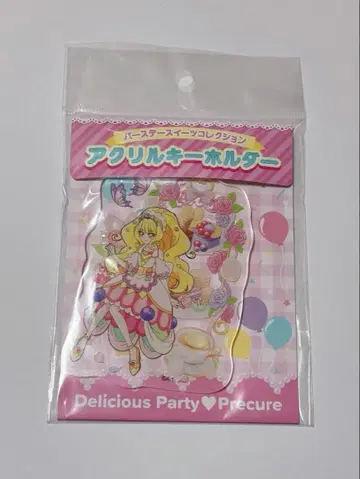 バースデースイーツコレクション
アクリルキーホルダー
Delicious Party♥Precure